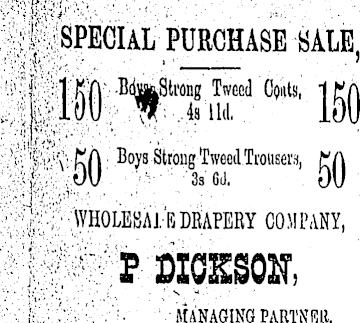 SPECIAL PURCHASE SALE,
150 Boys Strong Tweed Coats, 150
4s 11d.
50 Boys Strong Tweed Trousers, 50
3s 6d.
WHOLESALE DRAPERY COMPANY,
P DICKSON,
MANAGING PARTNER.